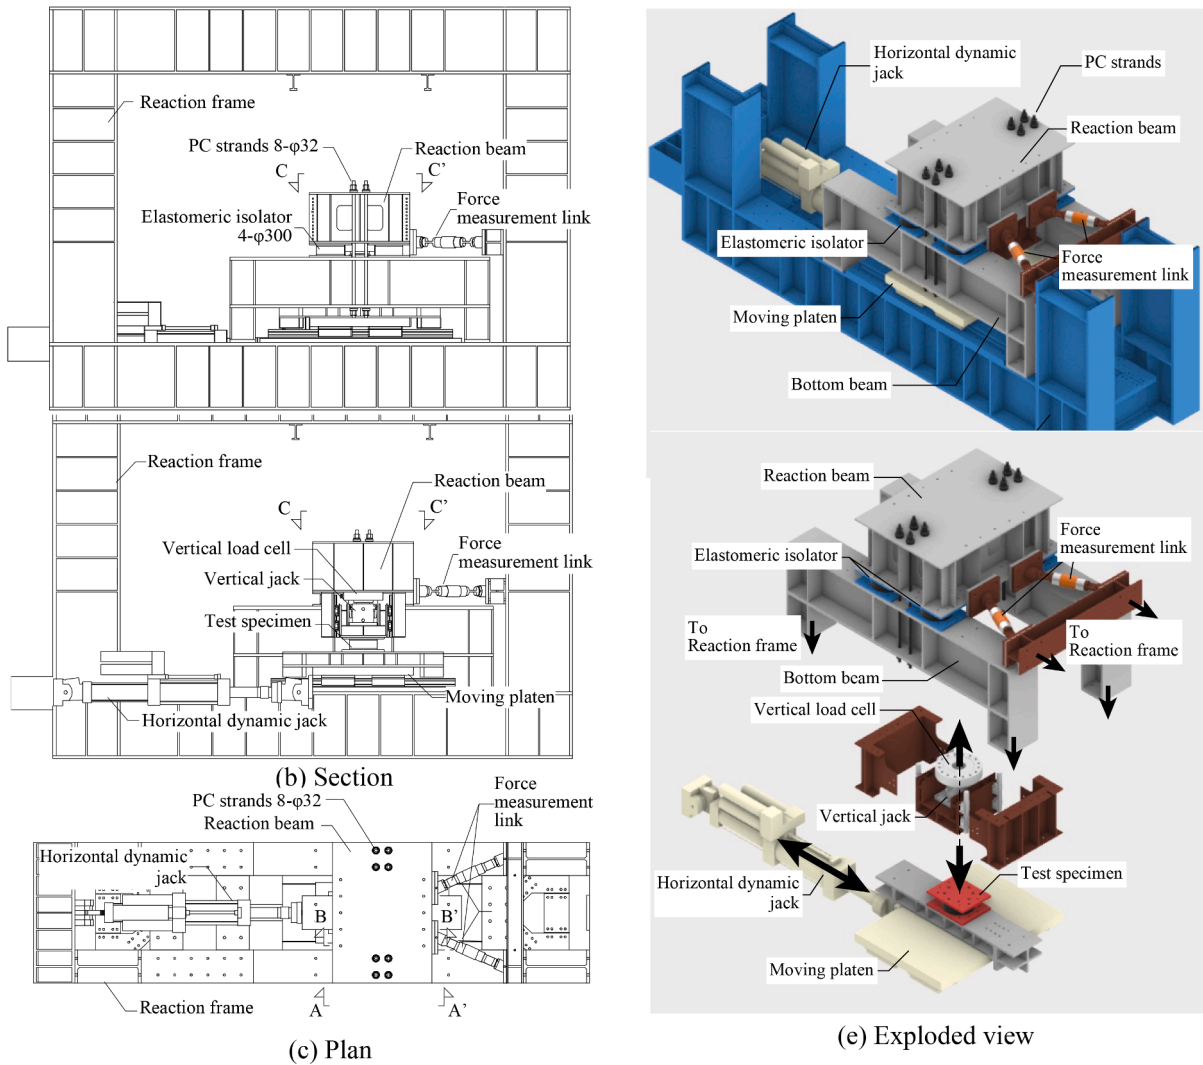 Reaction frame
PC strands 8-φ32
Reaction beam
C
C'
Elastomeric isolator
4-φ300
Force
measurement link
Reaction frame
Reaction beam
C
C'
Vertical load cell
Vertical jack
Test specimen
Force
measurement link
Moving platen
Horizontal dynamic jack
(b) Section
PC strands 8-φ32
Reaction beam
Force
measurement
link
Horizontal dynamic
jack
B
B'
Reaction frame
A
A'
(c) Plan
Horizontal dynamic
jack
PC strands
Reaction beam
Elastomeric isolator
Force
measurement link
Moving platen
Bottom beam
Reaction beam
Force
measurement link
Elastomeric isolator
To
Reaction frame
To
Reaction frame
Bottom beam
Vertical load cell
Vertical jack
Horizontal dynamic
jack
Test specimen
Moving platen
(e) Exploded view